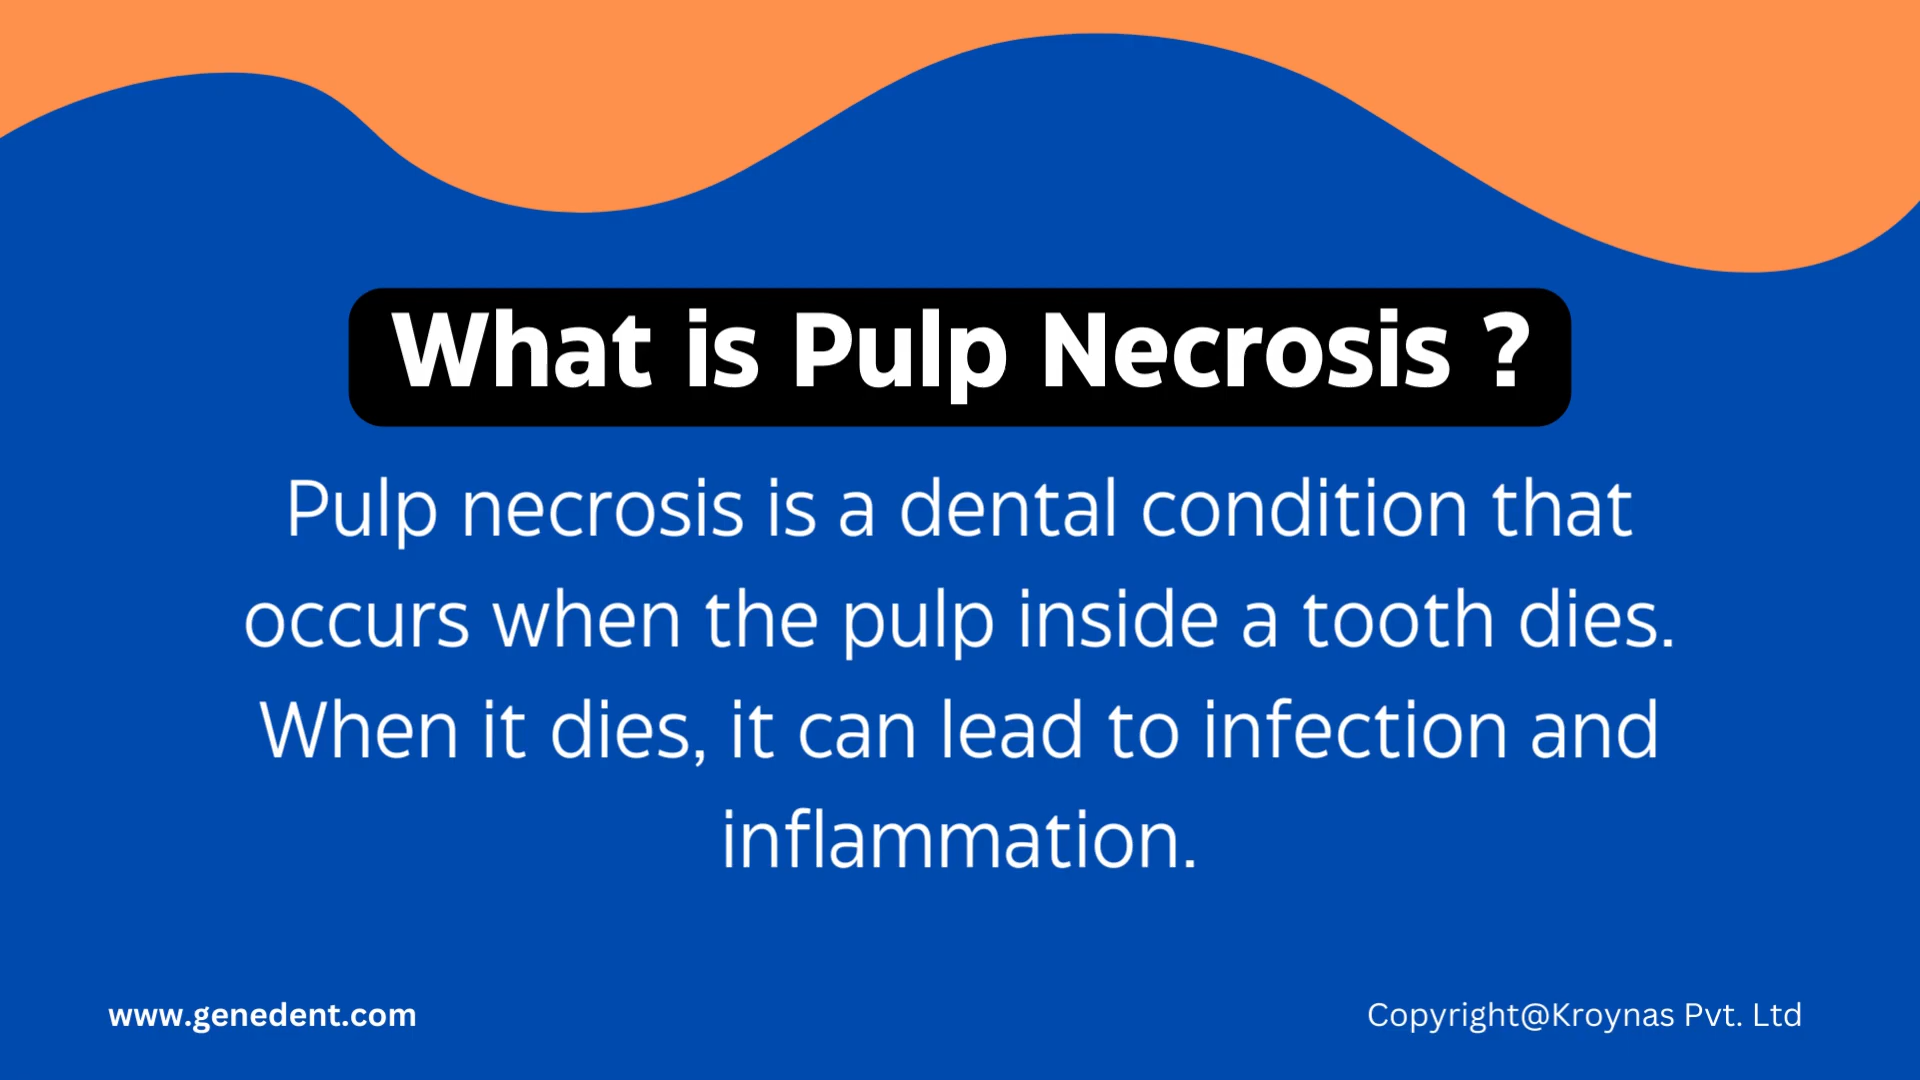 What is Pulp Necrosis ?
Pulp necrosis is a dental condition that
occurs when the pulp inside a tooth dies.
When it dies, it can lead to infection and
inflammation.
www.genedent.com
Copyright@Kroynas Pvt. Ltd